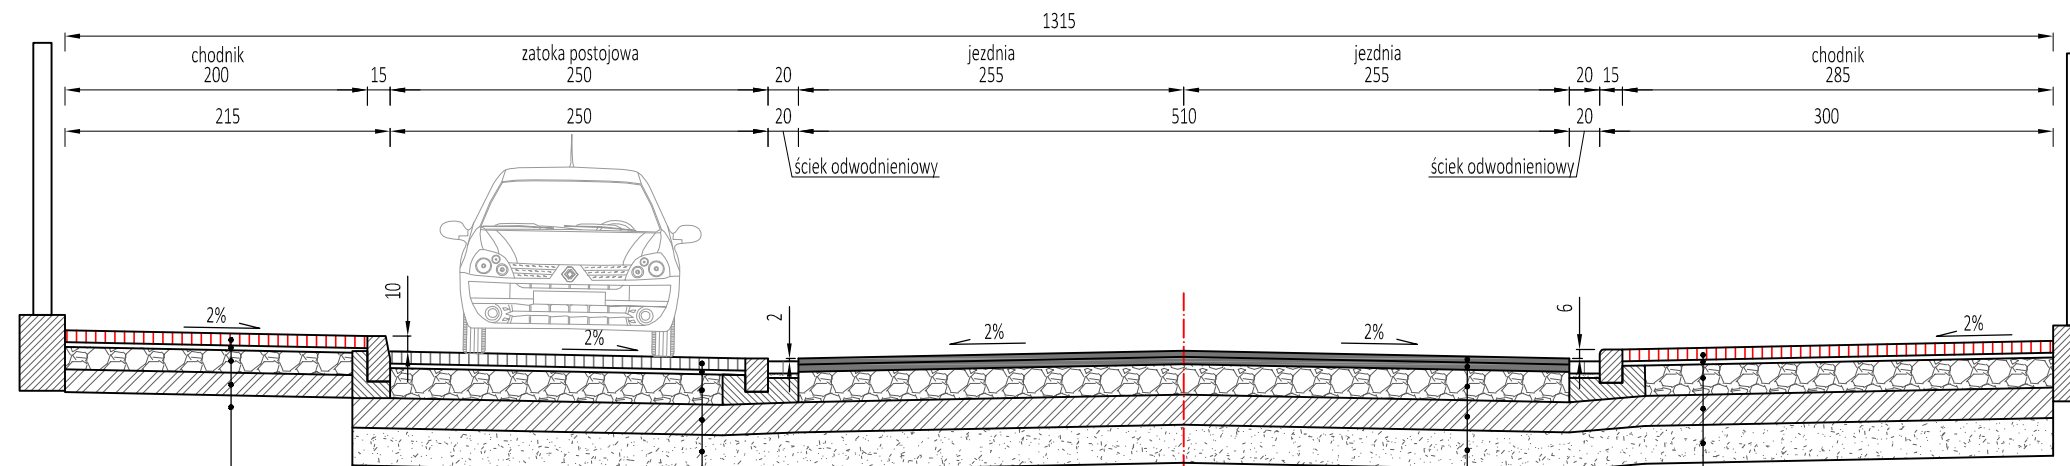 1315
chodnik zatoka postojowa jezdnia jezdnia chodnik
200 15 250 20 255 255 20 15 285
215 250 20 510 20 300
ściek odwodnieniowy ściek odwodnieniowy
10 2 6
2% 2% 2% 2% 2%